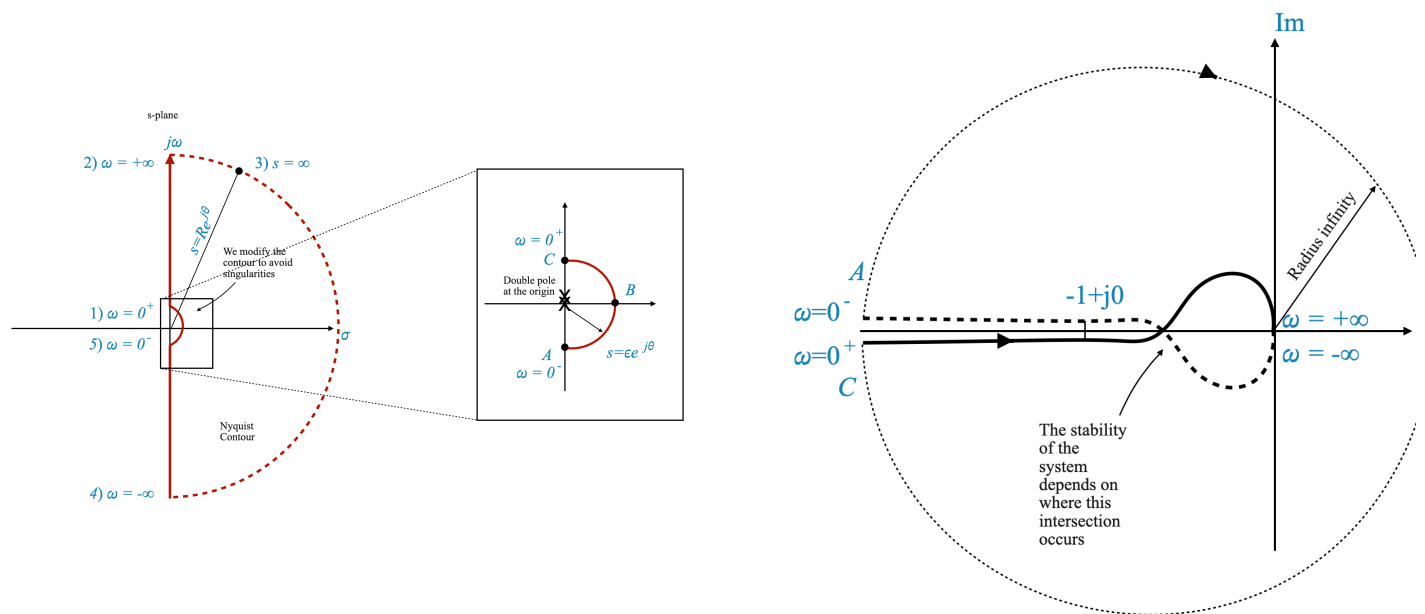 s-plane
jω
2) ω = +∞
3) s = ∞
s=Re^jθ
We modify the
contour to avoid
singularities
1) ω = 0^+
5) ω = 0^-
σ
Nyquist
Contour
4) ω = -∞
ω = 0^+
C
Double pole
at the origin
B
A
s=ϵe^jθ
ω = 0^-
Im
Radius infinity
A
ω=0^-
-1+j0
ω=0^+
C
ω = +∞
ω = -∞
The stability
of the
system
depends on
where this
intersection
occurs